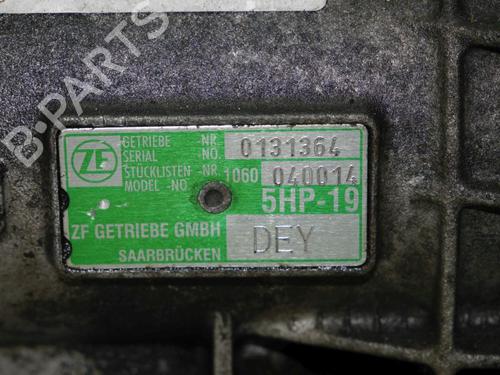 B-PARTS
GETRIEBE - NR.
SERIAL NO. 0131364
STÜCKLISTEN - NR.
MODEL - NO 1060 040014
ZF
5HP-19
ZF GETRIEBE GMBH
SAARBRÜCKEN
DEY